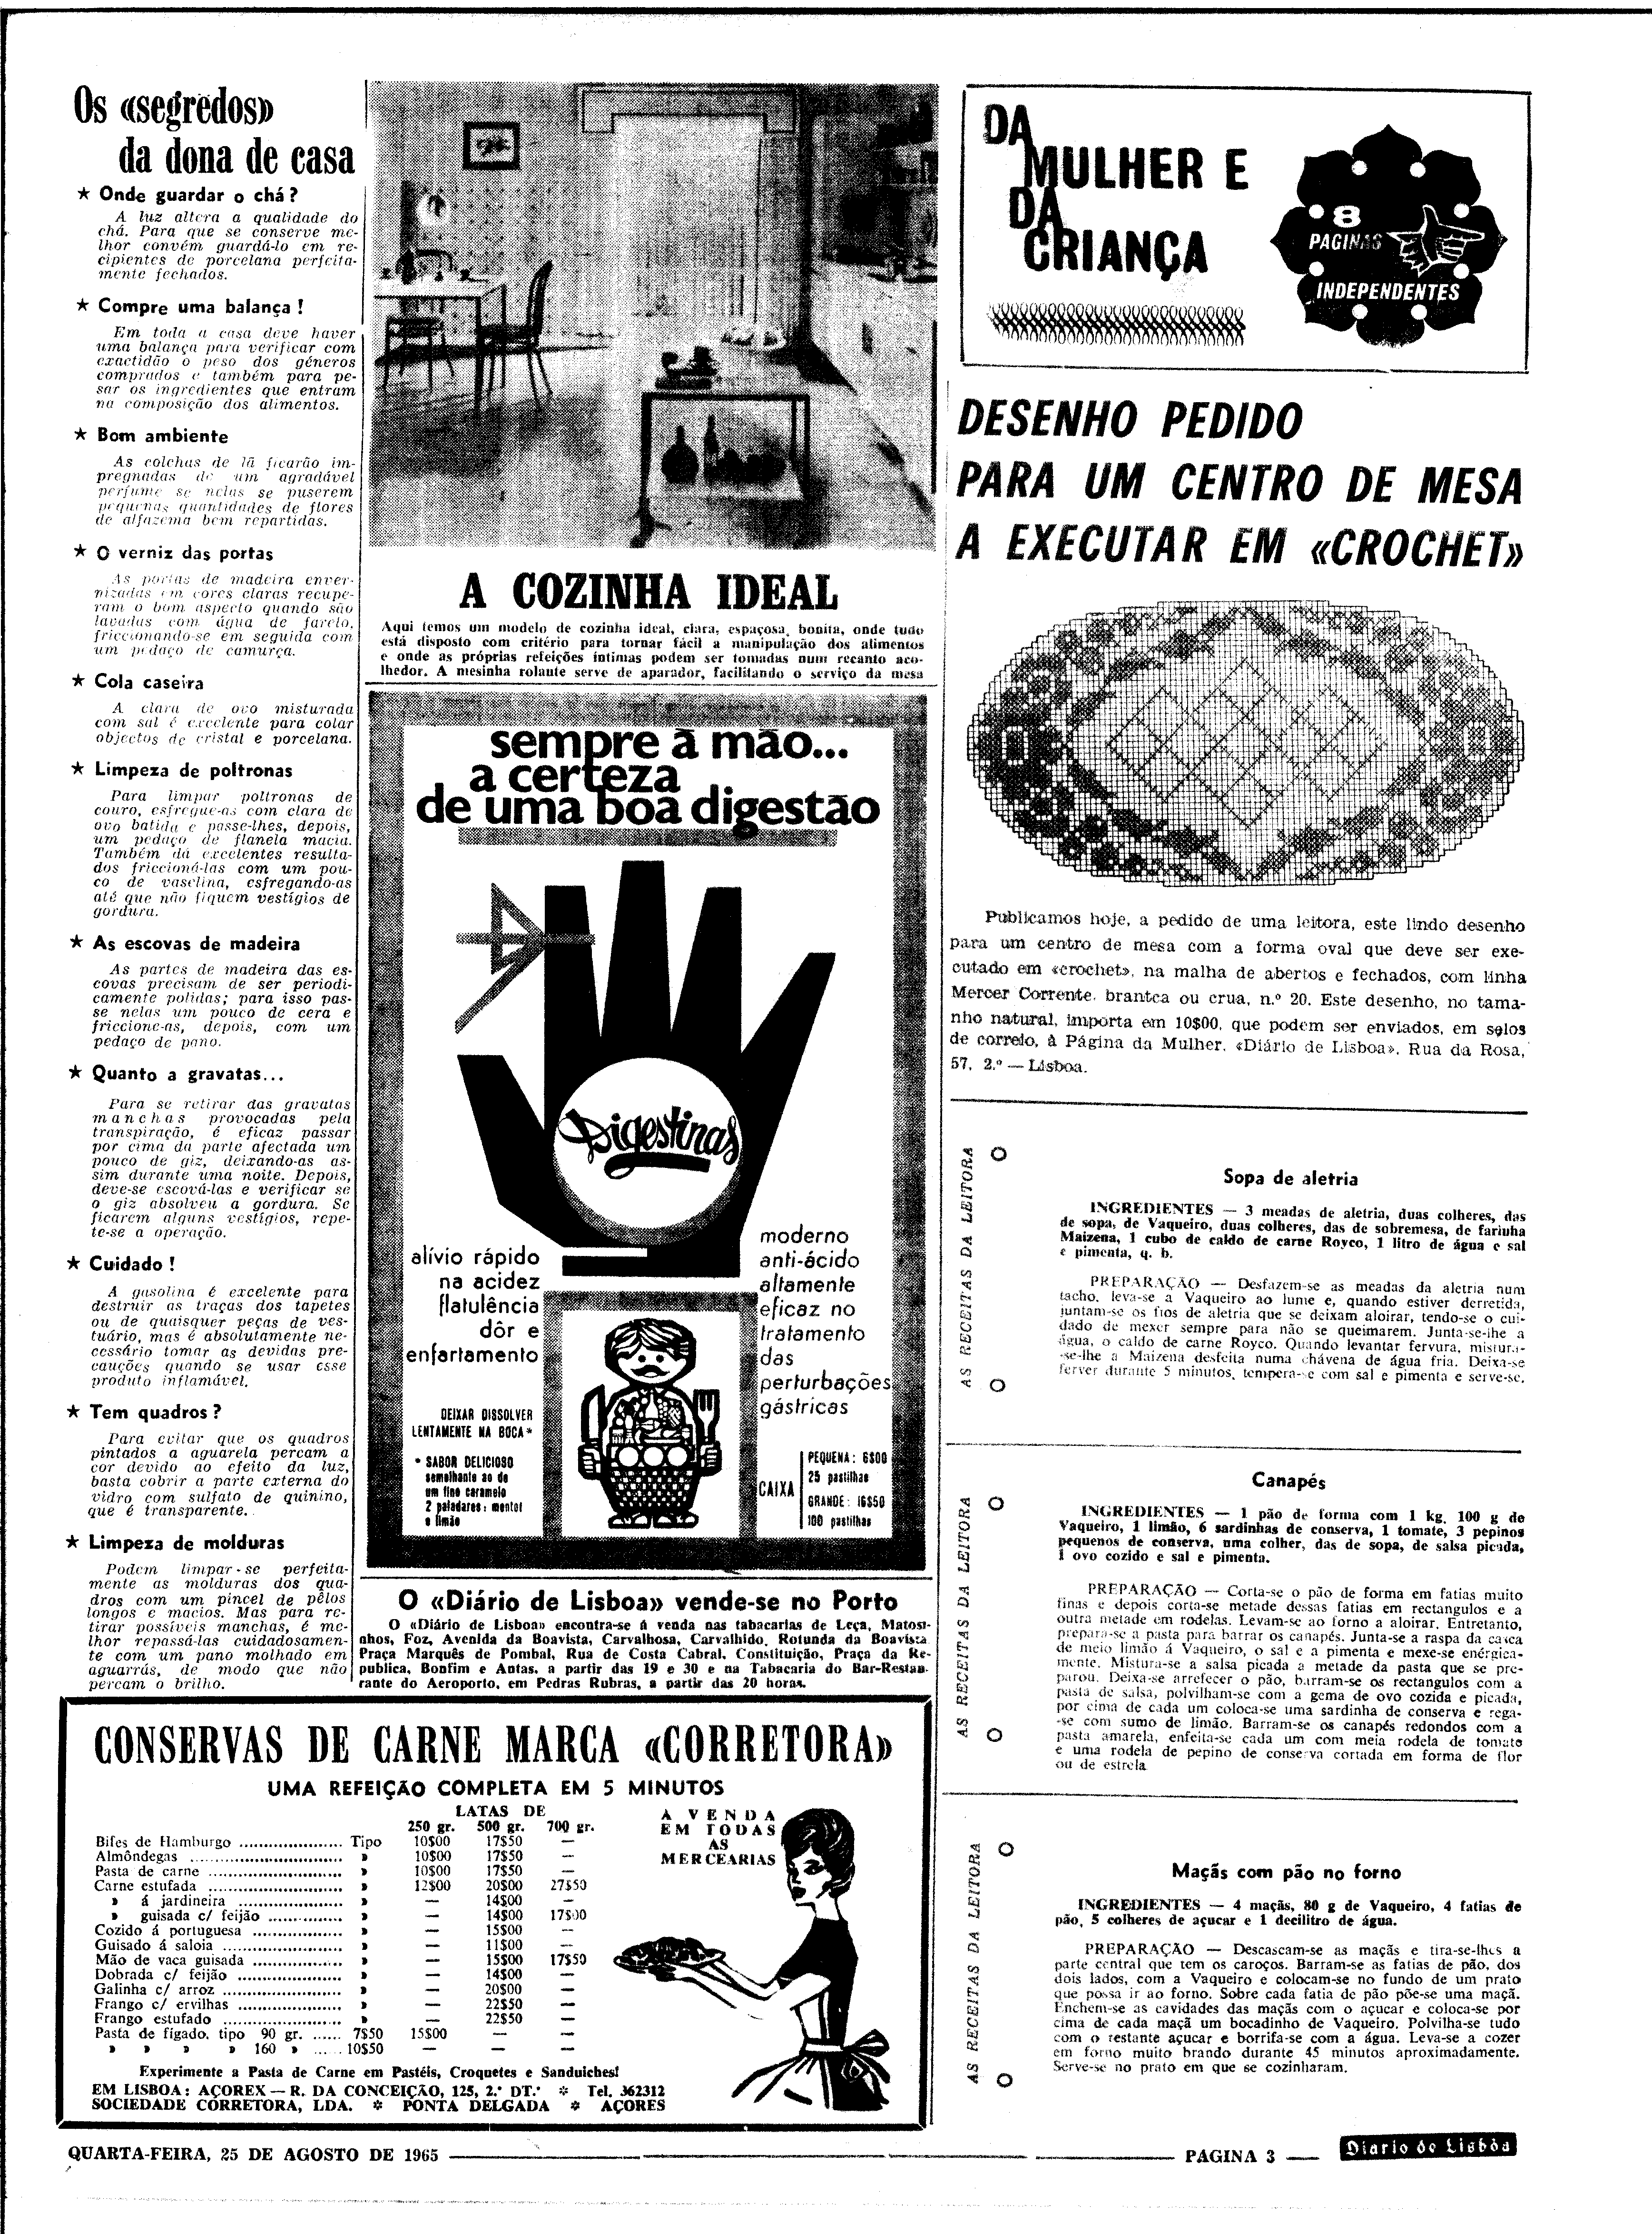 Os «segredos»
da dona de casa
★ Onde guardar o chá?
A luz altera a qualidade do
chá. Para que se conserve me-
lhor convém guardá-lo em re-
cipientes de porcelana perfeita-
mente fechados.
★ Compre uma balança!
Em toda a casa deve haver
uma balança para verificar com
exactidão o peso dos géneros
comprados e também para pe-
sar os ingredientes que entram
na composição dos alimentos.
★ Bom ambiente
As colchas de lã ficarão im-
pregnadas de um agradável
perfume se nelas se puserem
pequenas quantidades de flores
de alfazema bem repartidas.
★ O verniz das portas
As portas de madeira enver-
nizadas em cores claras recupe-
ram o bom aspecto quando são
lavadas com água de farelo,
friccionando-se em seguida com
um pedaço de camurça.
★ Cola caseira
A clara de ovo misturada
com sal é excelente para colar
objectos de cristal e porcelana.
★ Limpeza de poltronas
Para limpar poltronas de
couro, esfregue-as com clara de
ovo batida e passe-lhes, depois,
um pedaço de flanela macia.
Também dá excelentes resulta-
dos friccioná-las com um pou-
co de vaselina, esfregando-as
até que não fiquem vestígios de
gordura.
★ As escovas de madeira
As partes de madeira das es-
covas precisam de ser periodi-
camente polidas; para isso pas-
se nelas um pouco de cera e
friccione-as, depois, com um
pedaço de pano.
★ Quanto a gravatas...
Para se retirar das gravatas
manchas provocadas pela
transpiração, é eficaz passar
por cima da parte afectada um
pouco de giz, deixando-as as-
sim durante uma noite. Depois,
deve-se escová-las e verificar se
o giz absolveu a gordura. Se
ficarem alguns vestígios, repe-
te-se a operação.
★ Cuidado!
A gasolina é excelente para
destruir as traças dos tapetes
ou de quaisquer peças de ves-
tuário, mas é absolutamente ne-
cessário tomar as devidas pre-
cauções quando se usar esse
produto inflamável.
★ Tem quadros?
Para evitar que os quadros
pintados a aguarela percam a
cor devido ao efeito da luz,
basta cobrir a parte externa do
vidro com sulfato de quinino,
que é transparente.
★ Limpeza de molduras
Podem limpar-se perfeita-
mente as molduras dos qua-
dros com um pincel de pêlos
longos e macios. Mas para re-
tirar possíveis manchas, é me-
lhor repassá-las cuidadosamen-
te com um pano molhado em
aguarrás, de modo que não
percam o brilho.
A COZINHA IDEAL
Aqui temos um modelo de cozinha ideal, clara, espaçosa, bonita, onde tudo
está disposto com critério para tornar fácil a manipulação dos alimentos
e onde as próprias refeições íntimas podem ser tomadas num recanto aco-
lhedor. A mesinha rolante serve de aparador, facilitando o serviço da mesa
sempre à mão...
a certeza
de uma boa digestão
Digestinas
alívio rápido
na acidez
flatulência
dôr e
enfartamento
moderno
anti-ácido
altamente
eficaz no
tratamento
das
perturbações
gástricas
DEIXAR DISSOLVER
LENTAMENTE NA BOCA*
* SABOR DELICIOSO
semelhante ao de
um fino caramelo
2 paladares: mentol
e limão
CAIXA
PEQUENA: 6$00
25 pastilhas
GRANDE: 16$50
100 pastilhas
O «Diário de Lisboa» vende-se no Porto
O «Diário de Lisboa» encontra-se á venda nas tabacarias de Leça, Matosi-
nhos, Foz, Avenida da Boavista, Carvalhosa, Carvalhido, Rotunda da Boavista
Praça Marquês de Pombal, Rua de Costa Cabral, Constituição, Praça da Re-
publica, Bonfim e Antas, a partir das 19 e 30 e na Tabacaria do Bar-Restau-
rante do Aeroporto, em Pedras Rubras, a partir das 20 horas.
CONSERVAS DE CARNE MARCA «CORRETORA»
UMA REFEIÇÃO COMPLETA EM 5 MINUTOS
LATAS DE
250 gr. 500 gr. 700 gr.
Bifes de Hamburgo ..................... Tipo 10$00 17$50 —
Almôndegas ............................... » 10$00 17$50 —
Pasta de carne ........................... » 10$00 17$50 —
Carne estufada ........................... » 12$00 20$00 27$50
» á jardineira ..................... » — 14$00 —
» guisada c/ feijão ............... » — 14$00 17$00
Cozido á portuguesa .................. » — 15$00 —
Guisado á saloia ........................ » — 11$00 —
Mão de vaca guisada .................. » — 15$00 17$50
Dobrada c/ feijão ..................... » — 14$00 —
Galinha c/ arroz ........................ » — 20$00 —
Frango c/ ervilhas ..................... » — 22$50 —
Frango estufado ........................ » — 22$50 —
Pasta de fígado, tipo 90 gr. ...... 7$50 15$00 — —
» » » » 160 » ...... 10$50 — — —
A VENDA
EM TODAS
AS
MERCEARIAS
Experimente a Pasta de Carne em Pastéis, Croquetes e Sanduiches!
EM LISBOA: AÇOREX — R. DA CONCEIÇÃO, 125, 2.º DT.º * Tel. 362312
SOCIEDADE CORRETORA, LDA. * PONTA DELGADA * AÇORES
DA
MULHER E
DA
CRIANÇA
8
PAGINAS
INDEPENDENTES
DESENHO PEDIDO
PARA UM CENTRO DE MESA
A EXECUTAR EM «CROCHET»
Publicamos hoje, a pedido de uma leitora, este lindo desenho
para um centro de mesa com a forma oval que deve ser exe-
cutado em «crochet», na malha de abertos e fechados, com linha
Mercer Corrente, brantca ou crua, n.º 20. Este desenho, no tama-
nho natural, importa em 10$00, que podem ser enviados, em selos
de correio, à Página da Mulher, «Diário de Lisboa», Rua da Rosa,
57, 2.º — Lisboa.
AS RECEITAS DA LEITORA
Sopa de aletria
INGREDIENTES — 3 meadas de aletria, duas colheres, das
de sopa, de Vaqueiro, duas colheres, das de sobremesa, de farinha
Maizena, 1 cubo de caldo de carne Royco, 1 litro de água e sal
e pimenta, q. b.
PREPARAÇÃO — Desfazem-se as meadas da aletria num
tacho, leva-se a Vaqueiro ao lume e, quando estiver derretida,
juntam-se os fios de aletria que se deixam aloirar, tendo-se o cui-
dado de mexer sempre para não se queimarem. Junta-se-lhe a
água, o caldo de carne Royco. Quando levantar fervura, mistura-
-se-lhe a Maizena desfeita numa chávena de água fria. Deixa-se
ferver durante 5 minutos, tempera-se com sal e pimenta e serve-se.
AS RECEITAS DA LEITORA
Canapés
INGREDIENTES — 1 pão de forma com 1 kg, 100 g de
Vaqueiro, 1 limão, 6 sardinhas de conserva, 1 tomate, 3 pepinos
pequenos de conserva, uma colher, das de sopa, de salsa picada,
1 ovo cozido e sal e pimenta.
PREPARAÇÃO — Corta-se o pão de forma em fatias muito
finas e depois corta-se metade dessas fatias em rectangulos e a
outra metade em rodelas. Levam-se ao forno a aloirar. Entretanto,
prepara-se a pasta para barrar os canapés. Junta-se a raspa da casca
de meio limão á Vaqueiro, o sal e a pimenta e mexe-se enérgica-
mente. Mistura-se a salsa picada a metade da pasta que se pre-
parou. Deixa-se arrefecer o pão, barram-se os rectangulos com a
pasta de salsa, polvilham-se com a gema de ovo cozida e picada,
por cima de cada um coloca-se uma sardinha de conserva e rega-
-se com sumo de limão. Barram-se os canapés redondos com a
pasta amarela, enfeita-se cada um com meia rodela de tomate
e uma rodela de pepino de conserva cortada em forma de flor
ou de estrela
AS RECEITAS DA LEITORA
Maçãs com pão no forno
INGREDIENTES — 4 maçãs, 80 g de Vaqueiro, 4 fatias de
pão, 5 colheres de açucar e 1 decilitro de água.
PREPARAÇÃO — Descascam-se as maçãs e tira-se-lhes a
parte central que tem os caroços. Barram-se as fatias de pão, dos
dois lados, com a Vaqueiro e colocam-se no fundo de um prato
que possa ir ao forno. Sobre cada fatia de pão põe-se uma maçã.
Enchem-se as cavidades das maçãs com o açucar e coloca-se por
cima de cada maçã um bocadinho de Vaqueiro. Polvilha-se tudo
com o restante açucar e borrifa-se com a água. Leva-se a cozer
em forno muito brando durante 45 minutos aproximadamente.
Serve-se no prato em que se cozinharam.
QUARTA-FEIRA, 25 DE AGOSTO DE 1965
PAGINA 3
Diario de Lisbôa